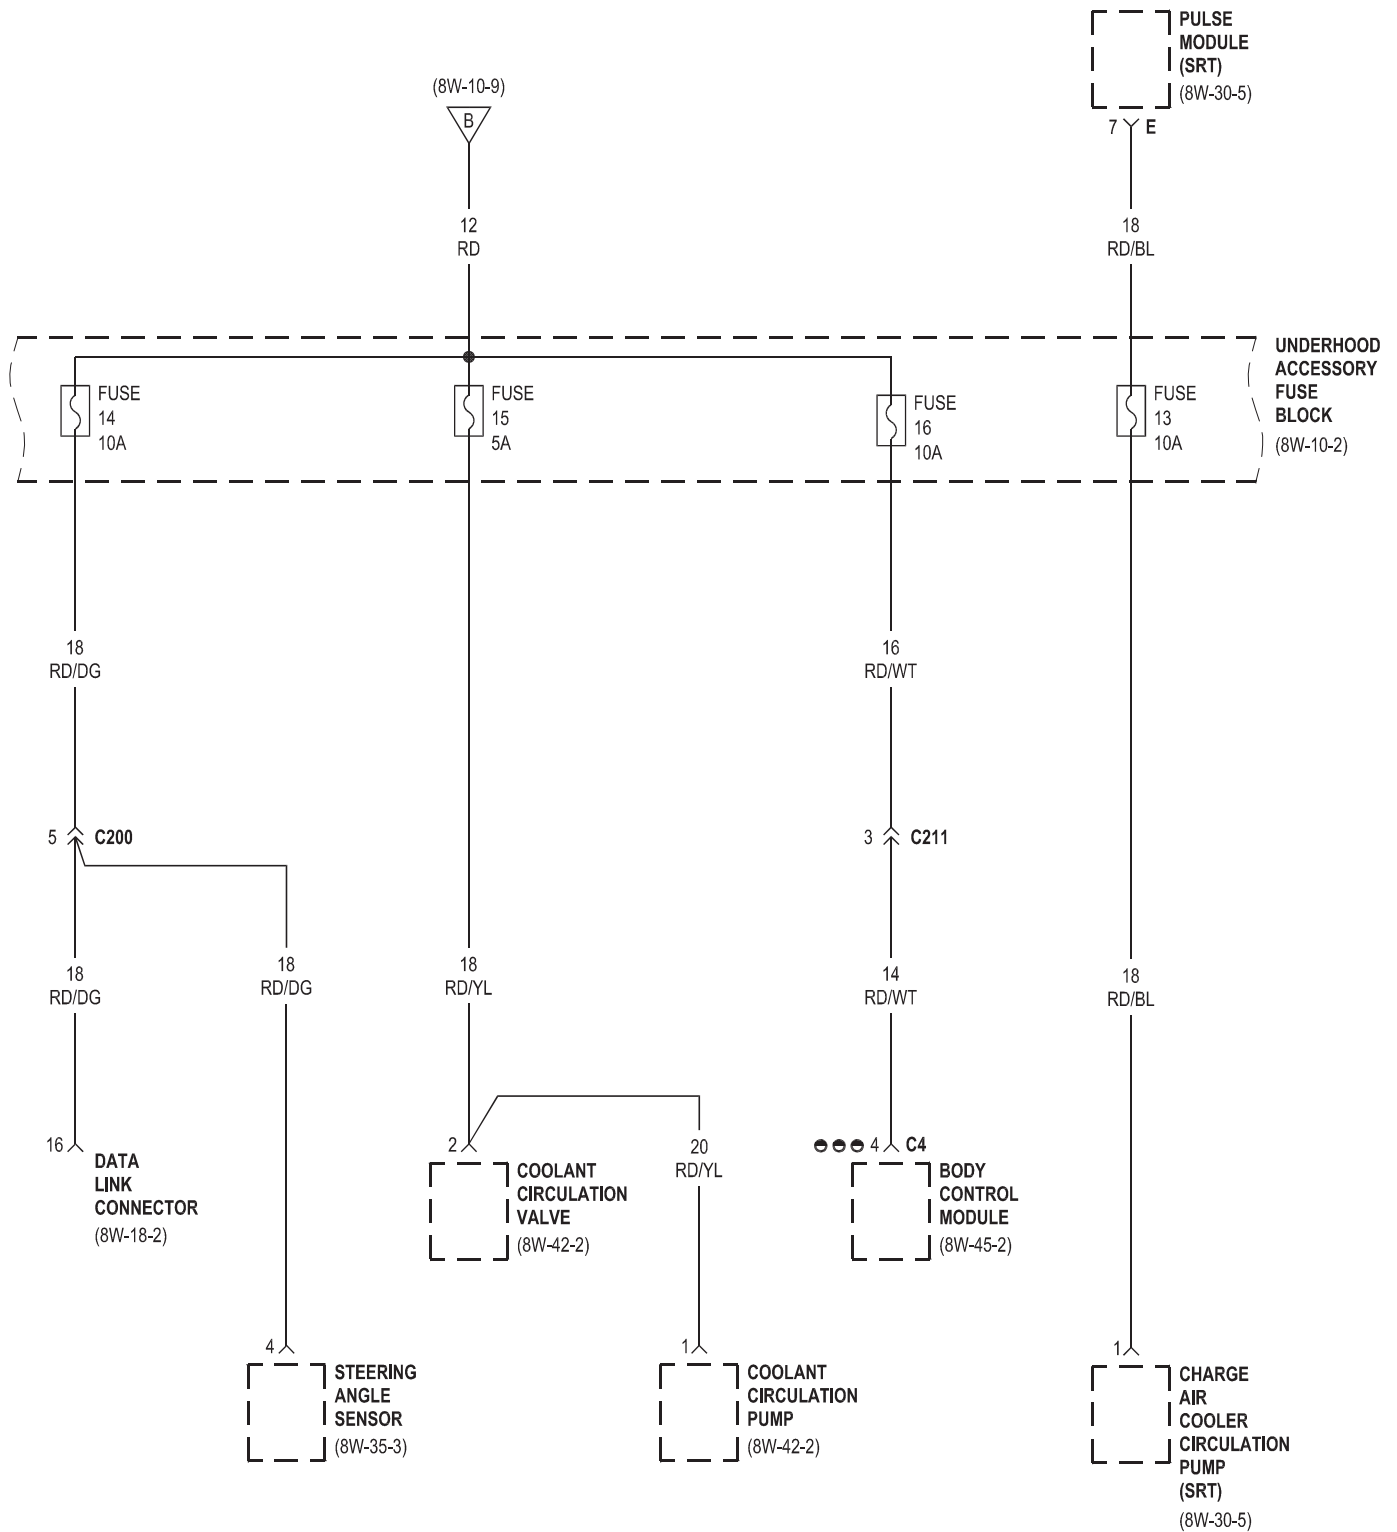 PULSE
MODULE
(SRT)
(8W-30-5)
7 E
(8W-10-9)
B
12
RD
18
RD/BL
UNDERHOOD
ACCESSORY
FUSE
BLOCK
(8W-10-2)
FUSE
14
10A
FUSE
15
5A
FUSE
16
10A
FUSE
13
10A
18
RD/DG
16
RD/WT
5 C200
3 C211
18
RD/DG
18
RD/DG
18
RD/YL
14
RD/WT
18
RD/BL
16
DATA
LINK
CONNECTOR
(8W-18-2)
2
COOLANT
CIRCULATION
VALVE
(8W-42-2)
20
RD/YL
4 C4
BODY
CONTROL
MODULE
(8W-45-2)
4
STEERING
ANGLE
SENSOR
(8W-35-3)
1
COOLANT
CIRCULATION
PUMP
(8W-42-2)
1
CHARGE
AIR
COOLER
CIRCULATION
PUMP
(SRT)
(8W-30-5)